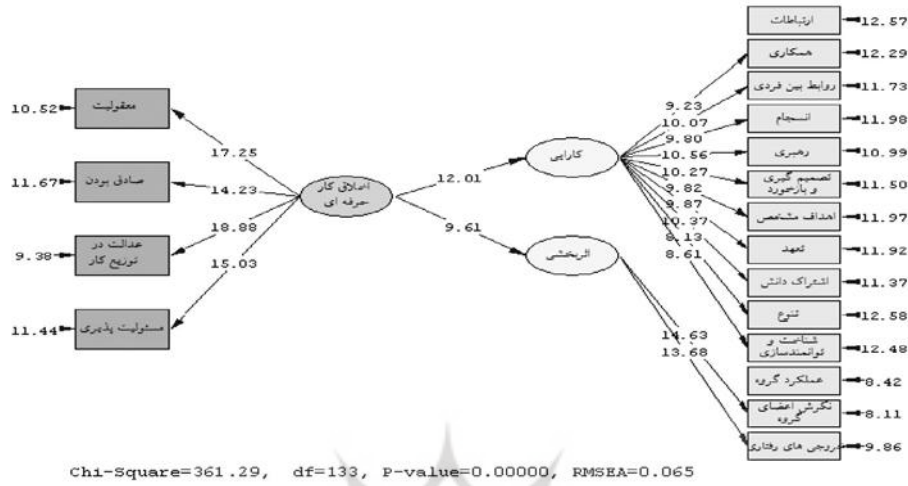 ارتباطات
12.57
همکاری
12.29
روابط بین فردی
11.73
انسجام
11.98
رهبری
10.99
تصمیم گیری
و بازخورد
11.50
اهداف مشخص
11.97
تعهد
11.92
اشتراک دانش
11.37
تنوع
12.58
شناخت و
توانمندسازی
12.48
عملکرد گروه
8.42
نگرش اعضای
گروه
8.11
خروجی های رفتاری
9.86
9.23
10.07
9.80
10.56
10.27
9.82
9.87
10.37
8.13
8.61
14.63
13.68
کارایی
اثربخشی
12.01
9.61
اخلاق کار
حرفه ای
17.25
14.23
18.88
15.03
معقولیت
10.52
صادق بودن
11.67
عدالت در
توزیع کار
9.38
مسئولیت پذیری
11.44
Chi-Square=361.29, df=133, P-value=0.00000, RMSEA=0.065